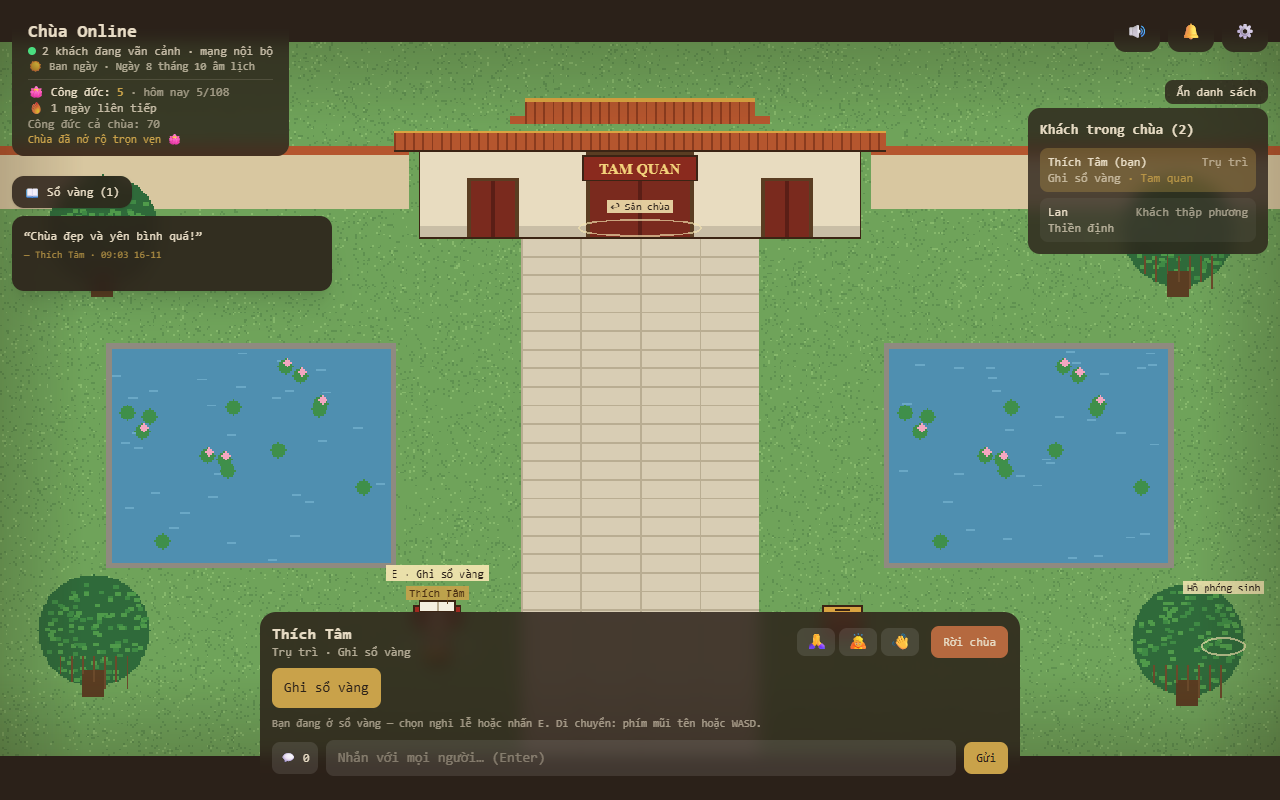 Chùa Online
2 khách đang vãn cảnh · mạng nội bộ
Ban ngày · Ngày 8 tháng 10 âm lịch
Công đức: 5 · hôm nay 5/108
1 ngày liên tiếp
Công đức cả chùa: 70
Chùa đã nở rộ trọn vẹn
Sổ vàng (1)
“Chùa đẹp và yên bình quá!”
— Thích Tâm · 09:03 16-11
TAM QUAN
↩ Sân chùa
Ẩn danh sách
Khách trong chùa (2)
Thích Tâm (bạn) Trụ trì
Ghi sổ vàng · Tam quan
Lan Khách thập phương
Thiền định
E · Ghi sổ vàng
Thích Tâm
Hồ phóng sinh
Thích Tâm
Trụ trì · Ghi sổ vàng
Rời chùa
Ghi sổ vàng
Bạn đang ở sổ vàng — chọn nghi lễ hoặc nhấn E. Di chuyển: phím mũi tên hoặc WASD.
0
Nhắn với mọi người… (Enter)
Gửi